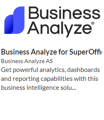 Business
Analyze®
Business Analyze for SuperOffi
Business Analyze AS
Get powerful analytics, dashboards
and reporting capabilities with this
business intelligence solu...